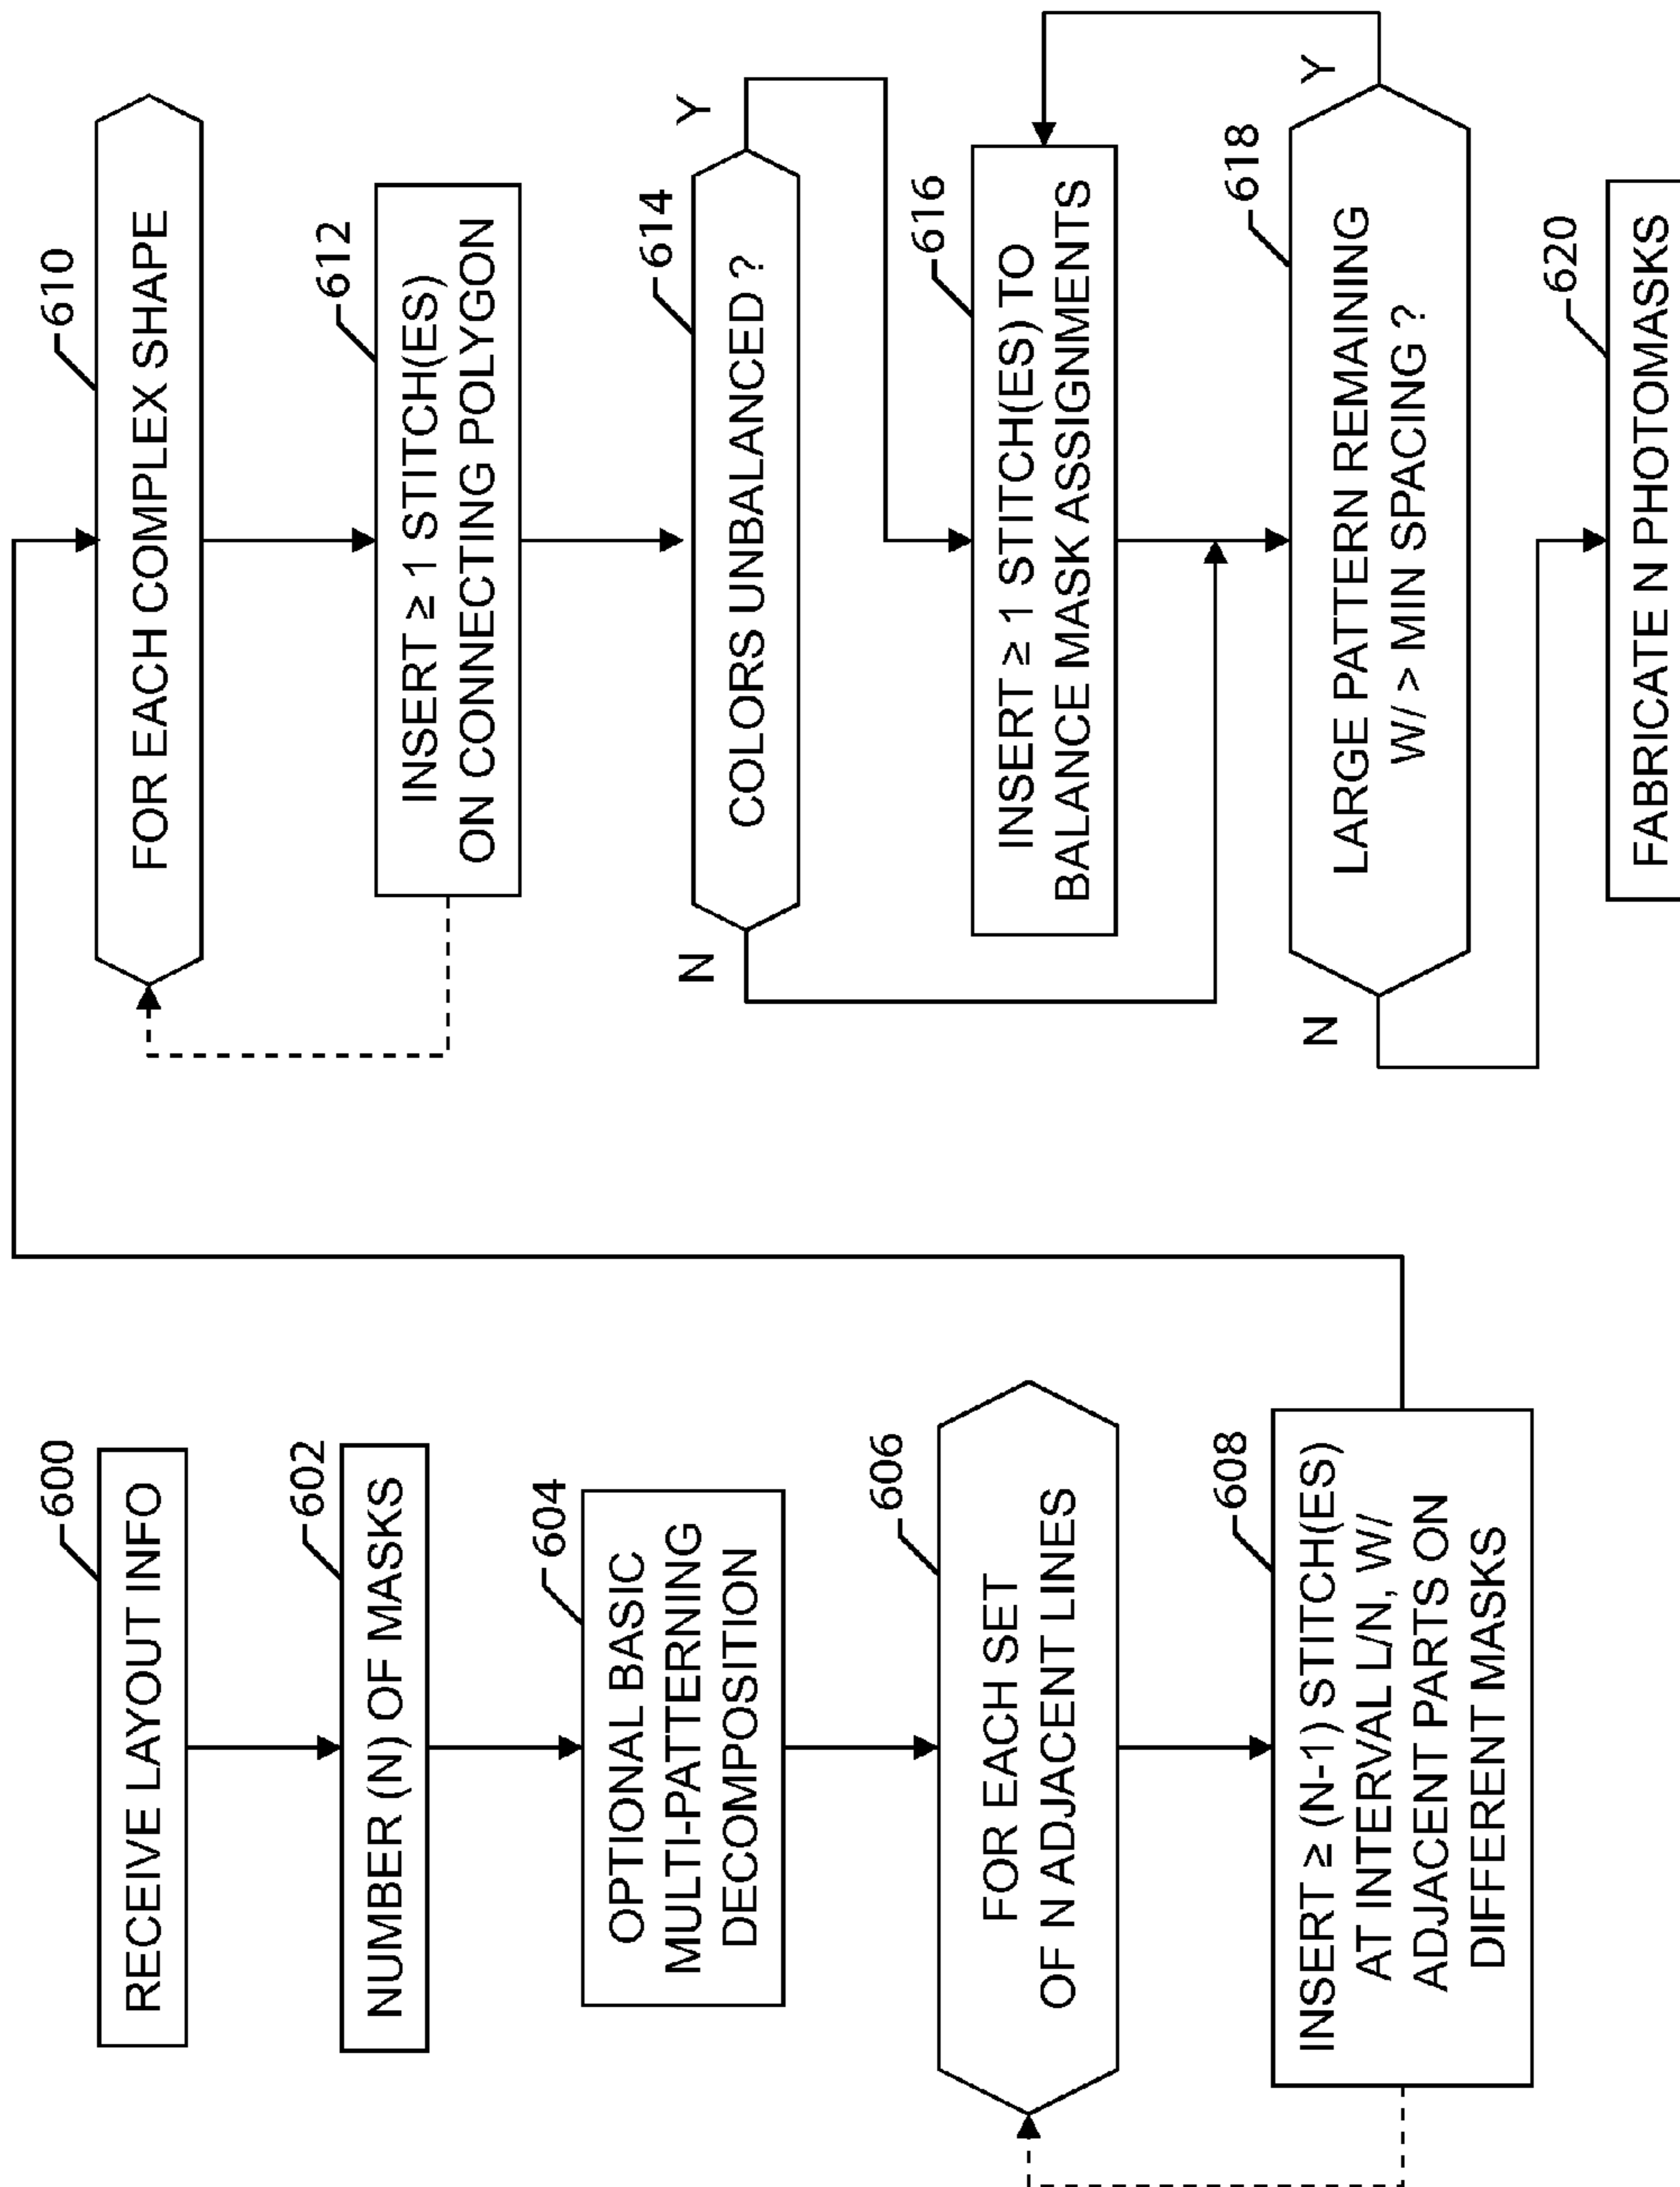 600
RECEIVE LAYOUT INFO
602
NUMBER (N) OF MASKS
604
OPTIONAL BASIC
MULTI-PATTERNING
DECOMPOSITION
606
FOR EACH SET
OF N ADJACENT LINES
608
INSERT ≥ (N-1) STITCH(ES)
AT INTERVAL L/N, W/
ADJACENT PARTS ON
DIFFERENT MASKS
610
FOR EACH COMPLEX SHAPE
612
INSERT ≥ 1 STITCH(ES)
ON CONNECTING POLYGON
614
COLORS UNBALANCED ?
N
Y
616
INSERT ≥ 1 STITCH(ES) TO
BALANCE MASK ASSIGNMENTS
618
LARGE PATTERN REMAINING
W/ > MIN SPACING ?
N
Y
620
FABRICATE N PHOTOMASKS